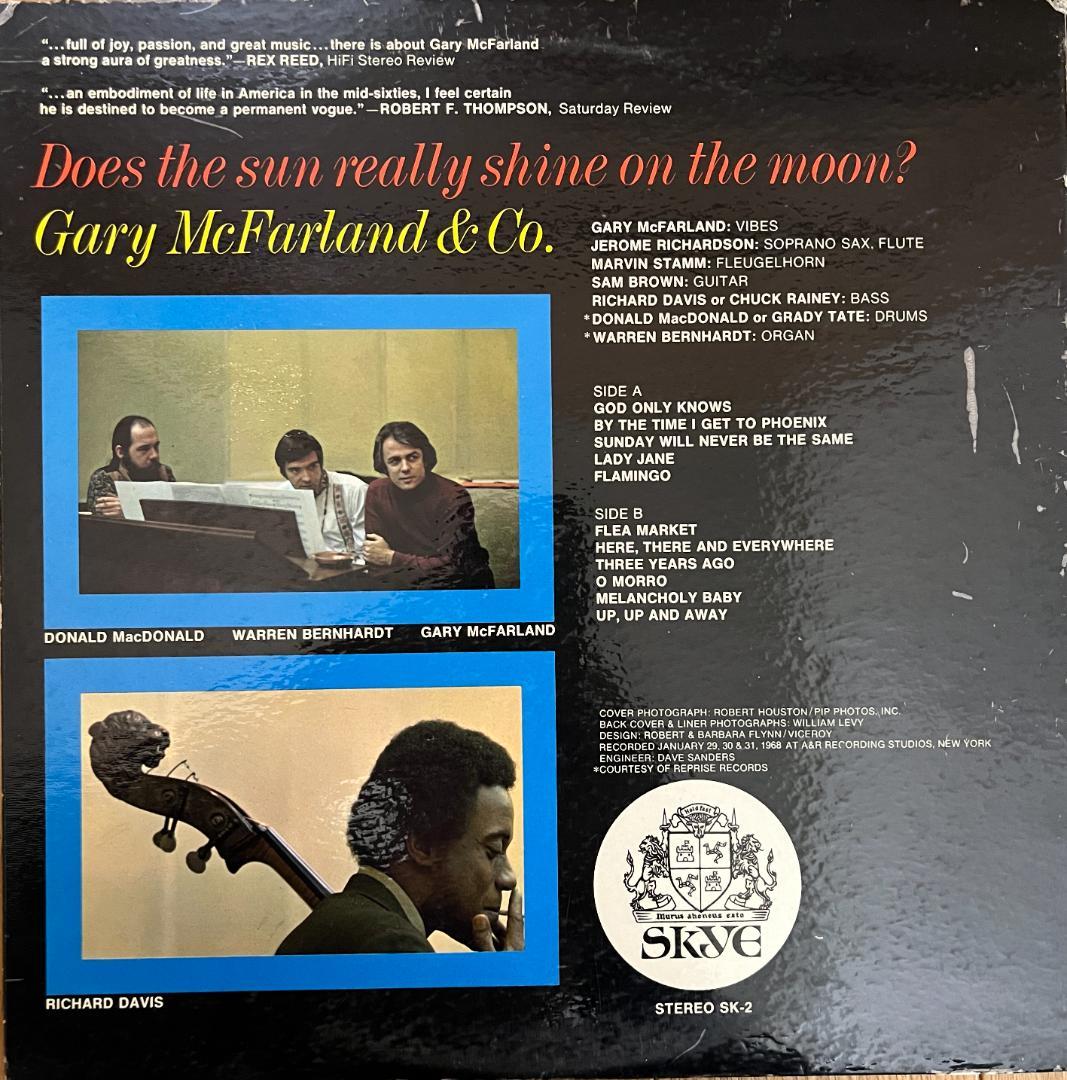 “...full of joy, passion, and great music...there is about Gary McFarland
a strong aura of greatness.”—REX REED, HiFi Stereo Review
“...an embodiment of life in America in the mid-sixties, I feel certain
he is destined to become a permanent vogue.”—ROBERT F. THOMPSON, Saturday Review
Does the sun really shine on the moon?
Gary McFarland & Co.
GARY McFARLAND: VIBES
JEROME RICHARDSON: SOPRANO SAX, FLUTE
MARVIN STAMM: FLEUGELHORN
SAM BROWN: GUITAR
RICHARD DAVIS or CHUCK RAINEY: BASS
*DONALD MacDONALD or GRADY TATE: DRUMS
*WARREN BERNHARDT: ORGAN
SIDE A
GOD ONLY KNOWS
BY THE TIME I GET TO PHOENIX
SUNDAY WILL NEVER BE THE SAME
LADY JANE
FLAMINGO
SIDE B
FLEA MARKET
HERE, THERE AND EVERYWHERE
THREE YEARS AGO
O MORRO
MELANCHOLY BABY
UP, UP AND AWAY
DONALD MacDONALD WARREN BERNHARDT GARY McFARLAND
RICHARD DAVIS
COVER PHOTOGRAPH: ROBERT HOUSTON/PIP PHOTOS, INC.
BACK COVER & LINER PHOTOGRAPHS: WILLIAM LEVY
DESIGN: ROBERT & BARBARA FLYNN/VICEROY
RECORDED JANUARY 29, 30 & 31, 1968 AT A&R RECORDING STUDIOS, NEW YORK
ENGINEER: DAVE SANDERS
*COURTESY OF REPRISE RECORDS
Hold fast
Murus aheneus esto
SKYE
STEREO SK-2